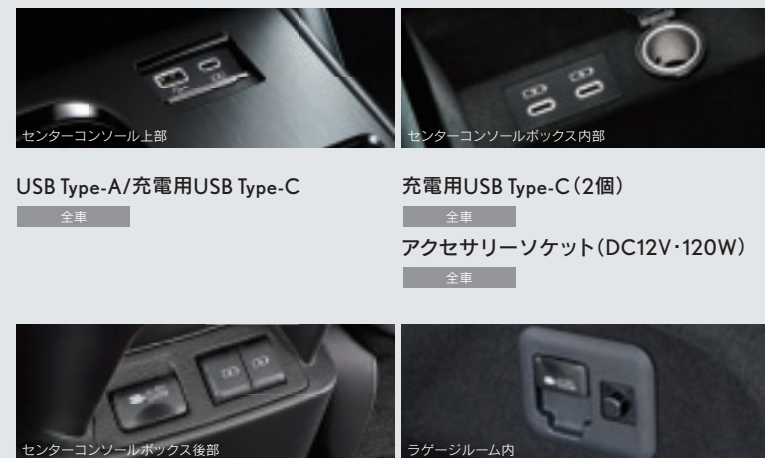 センターコンソール上部
センターコンソールボックス内部
USB Type-A/充電用USB Type-C
全車
充電用USB Type-C（2個）
全車
アクセサリーソケット（DC12V・120W）
全車
センターコンソールボックス後部
ラゲージルーム内